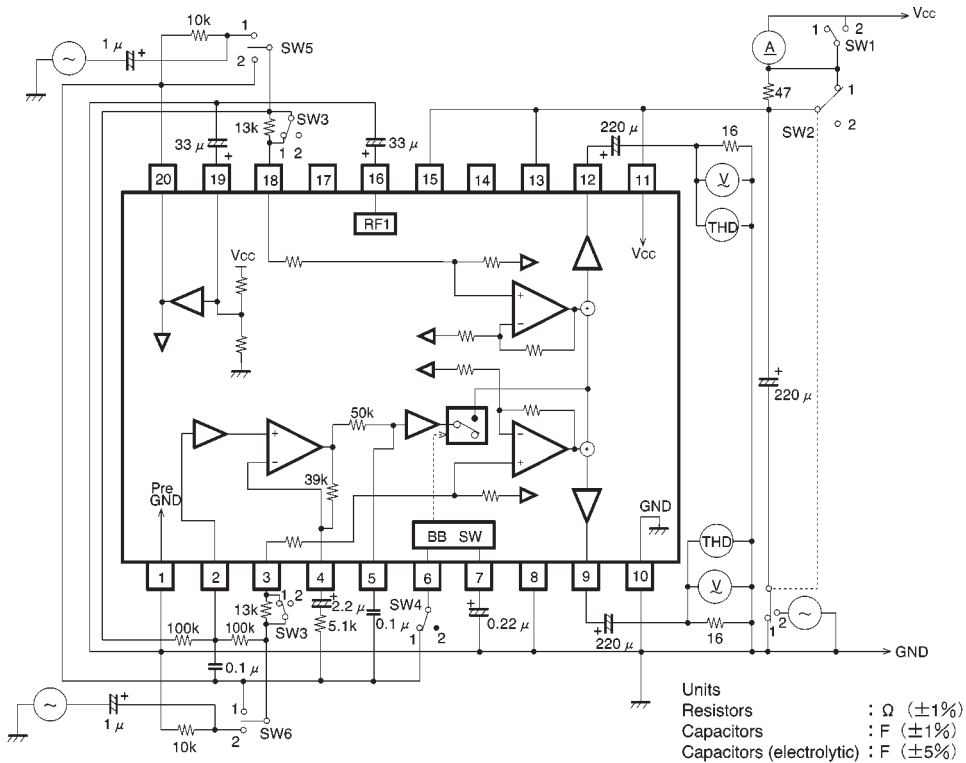 10k
1
2
SW5
1 μ
+
~
Vcc
A
1
2
SW1
47
1
SW2
2
33 μ
+
13k
SW3
1
2
33 μ
+
220 μ
+
16
V
THD
20
19
18
17
16
15
14
13
12
11
RF1
Vcc
Vcc
+
−
50k
+
−
39k
−
+
Pre
GND
BB SW
GND
220 μ
+
1
2
3
4
5
6
7
8
9
10
13k
1
2
SW3
+
2.2 μ
5.1k
0.1 μ
SW4
1
2
+
0.22 μ
+
220 μ
THD
V
16
1
2
~
100k
100k
0.1 μ
GND
~
1 μ
+
10k
1
2
SW6
Units
Resistors : Ω (±1%)
Capacitors : F (±1%)
Capacitors (electrolytic) : F (±5%)